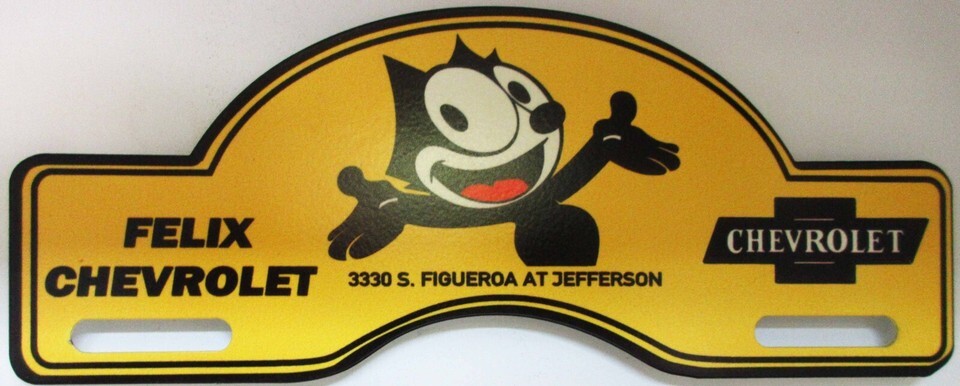 FELIX
CHEVROLET
3330 S. FIGUEROA AT JEFFERSON
CHEVROLET